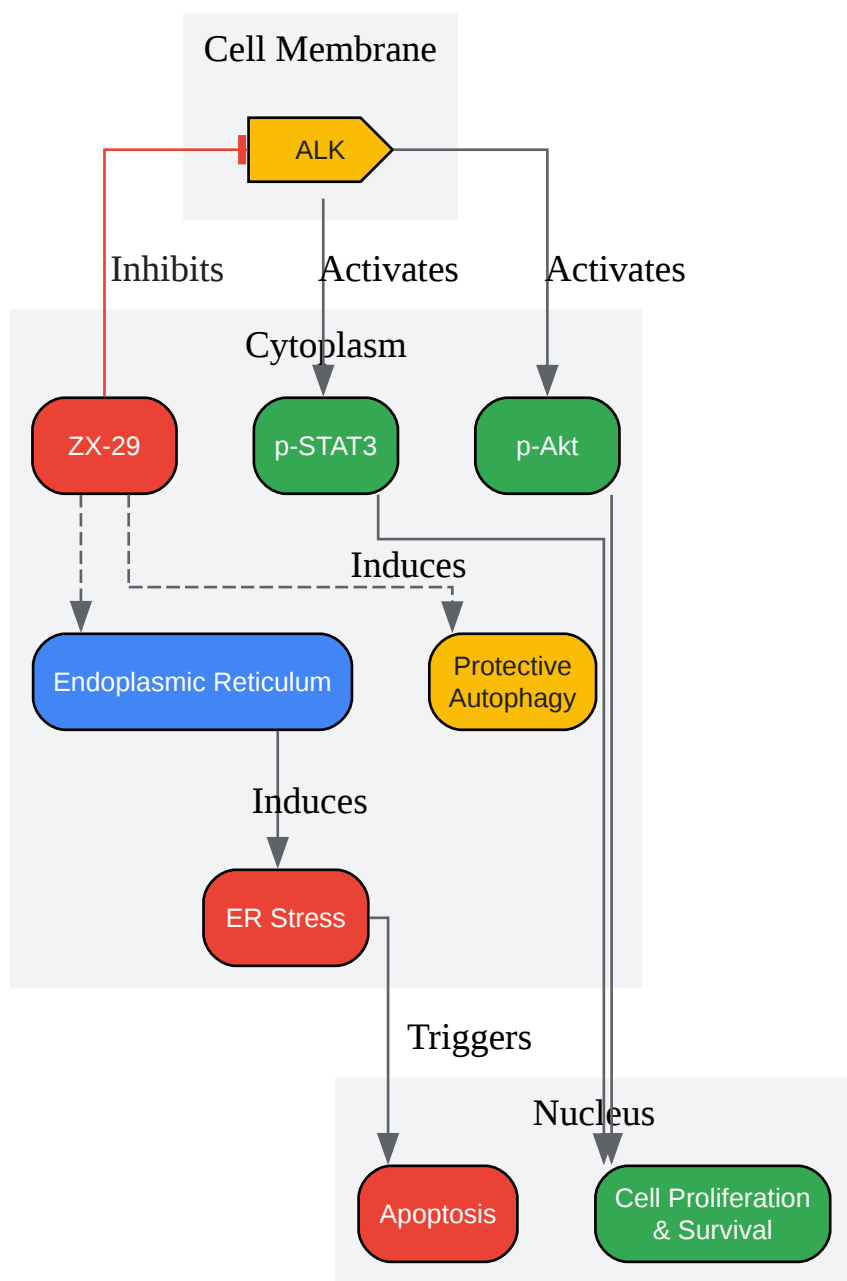 Cell Membrane
ALK
Inhibits
Activates
Activates
Cytoplasm
ZX-29
p-STAT3
p-Akt
Induces
Endoplasmic Reticulum
Protective
Autophagy
Induces
ER Stress
Triggers
Nucleus
Apoptosis
Cell Proliferation
& Survival